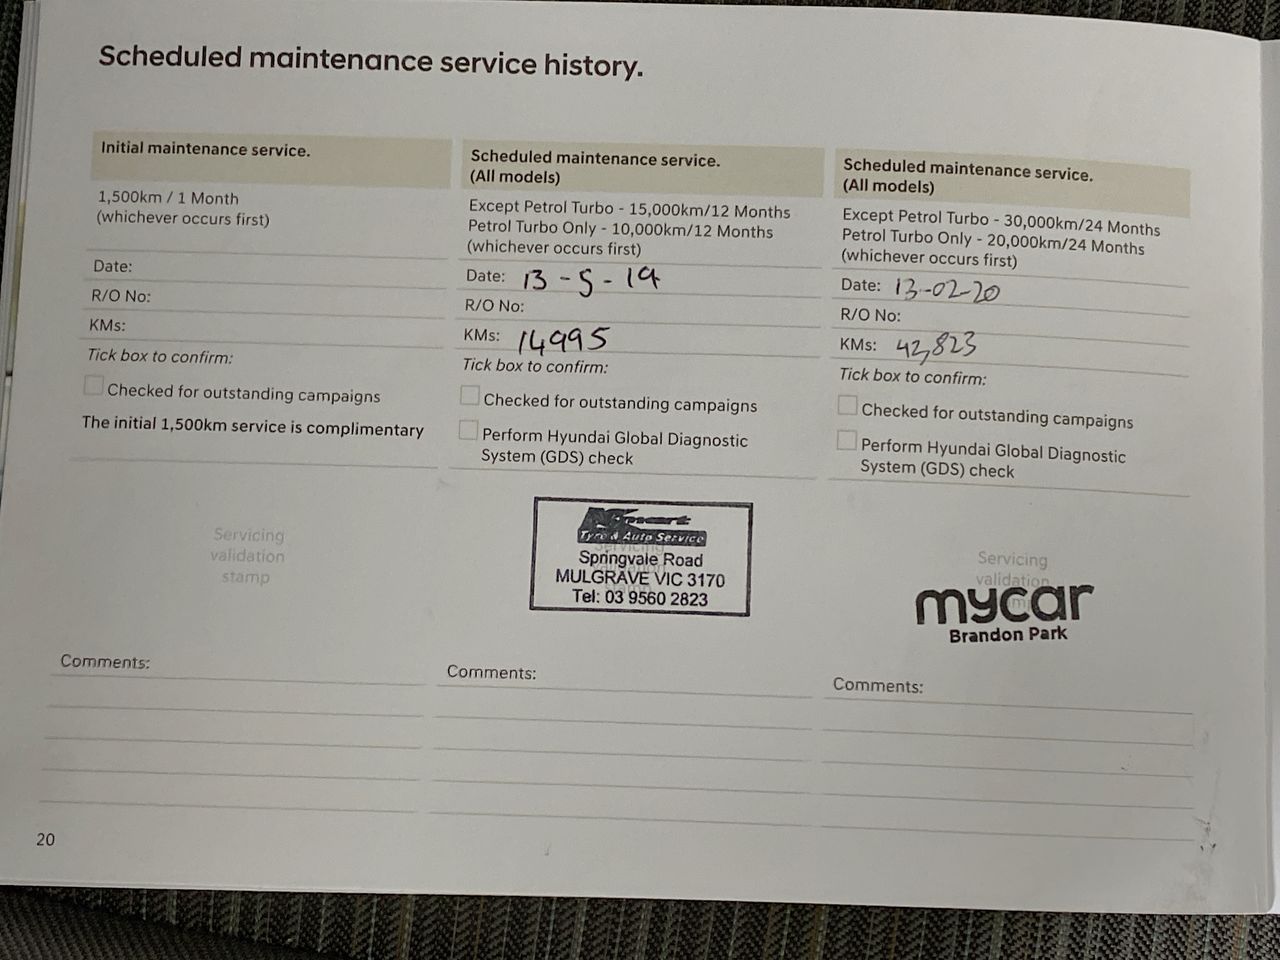 Scheduled maintenance service history.
Initial maintenance service.
1,500km / 1 Month
(whichever occurs first)
Date:
R/O No:
KMs:
Tick box to confirm:
Checked for outstanding campaigns
The initial 1,500km service is complimentary
Servicing
validation
stamp
Comments:
Scheduled maintenance service.
(All models)
Except Petrol Turbo - 15,000km/12 Months
Petrol Turbo Only - 10,000km/12 Months
(whichever occurs first)
Date: 13-5-19
R/O No:
KMs: 14995
Tick box to confirm:
Checked for outstanding campaigns
Perform Hyundai Global Diagnostic
System (GDS) check
Kmart
Tyre & Auto Service
Servicing
Springvale Road
MULGRAVE VIC 3170
Tel: 03 9560 2823
Comments:
Scheduled maintenance service.
(All models)
Except Petrol Turbo - 30,000km/24 Months
Petrol Turbo Only - 20,000km/24 Months
(whichever occurs first)
Date: 13-02-20
R/O No:
KMs: 42,823
Tick box to confirm:
Checked for outstanding campaigns
Perform Hyundai Global Diagnostic
System (GDS) check
Servicing
validation
mycar
Brandon Park
Comments:
20